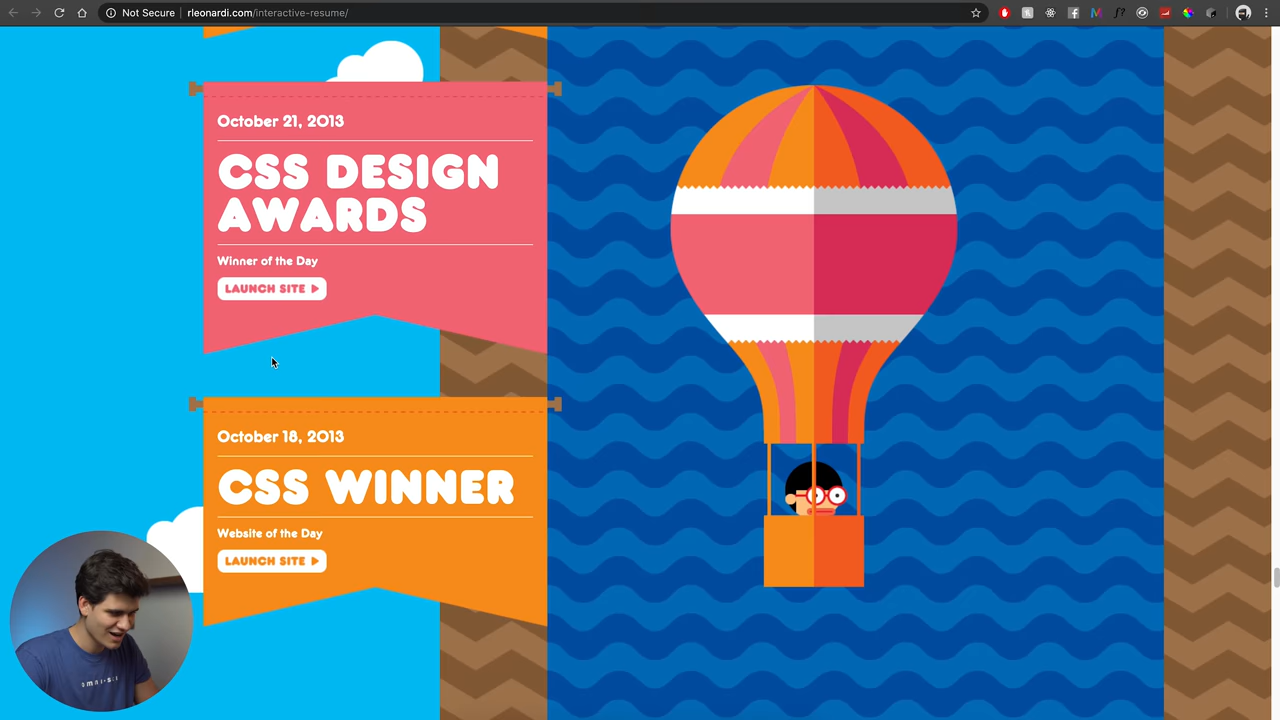 Not Secure rleonardi.com/interactive-resume/
October 21, 2013
CSS DESIGN
AWARDS
Winner of the Day
LAUNCH SITE
October 18, 2013
CSS WINNER
Website of the Day
LAUNCH SITE